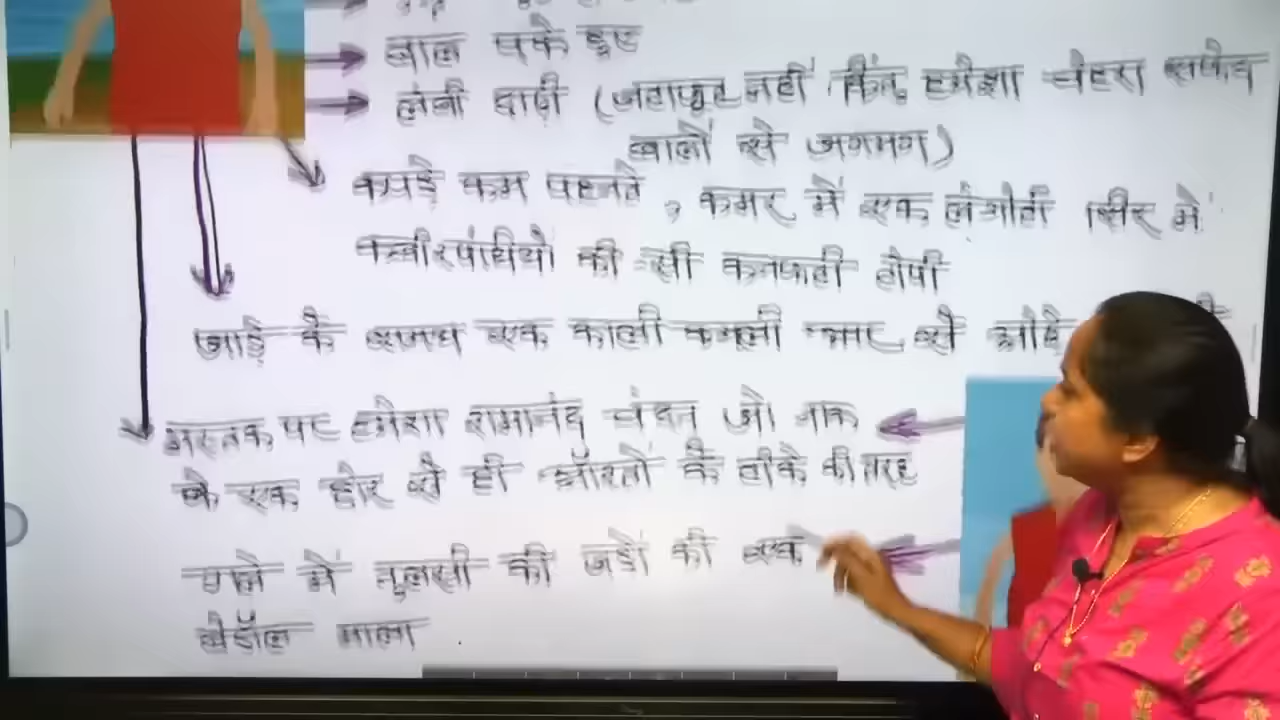 बाल पके हुए
लंबी दाढ़ी (जटाजूट नहीं किंतु हमेशा चेहरा सफेद
बालों से जगमग)
कपड़े कम पहनते, कमर में एक लंगोटी सिर में
कबीरपंथियों की सी कनफटी टोपी
जाड़े के समय एक काली कमली ऊपर से ओढ़े
मस्तक पर हमेशा रामानंद चंदन जो नाक
के एक छोर से ही औरतों के टीके की तरह
गले में तुलसी की जड़ों की एक
बेडॉल माला